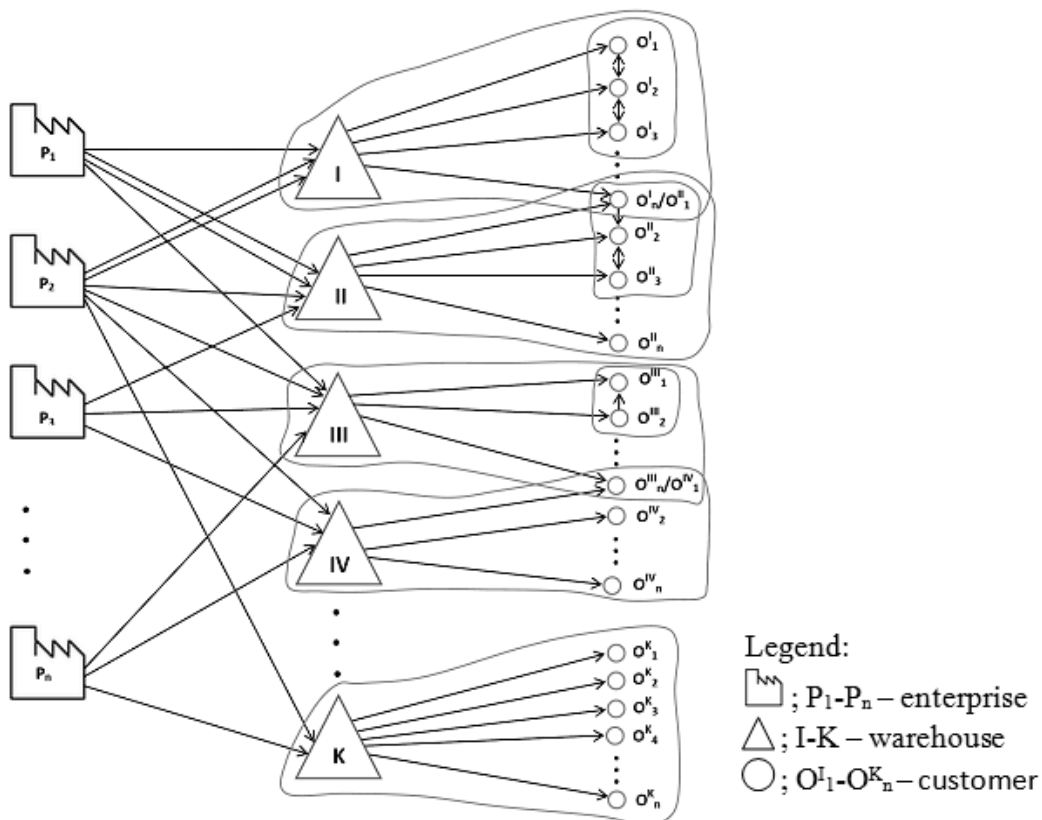 P₁
P₂
P₃
Pₙ
I
II
III
IV
K
Oᴵ₁
Oᴵ₂
Oᴵ₃
Oᴵₙ/Oᴵᴵ₁
Oᴵᴵ₂
Oᴵᴵ₃
Oᴵᴵₙ
Oᴵᴵᴵ₁
Oᴵᴵᴵ₂
Oᴵᴵᴵₙ/Oᴵⱽ₁
Oᴵⱽ₂
Oᴵⱽₙ
Oᴷ₁
Oᴷ₂
Oᴷ₃
Oᴷ₄
Oᴷₙ
Legend:
; P₁-Pₙ – enterprise
; I-K – warehouse
; Oᴵ₁-Oᴷₙ – customer